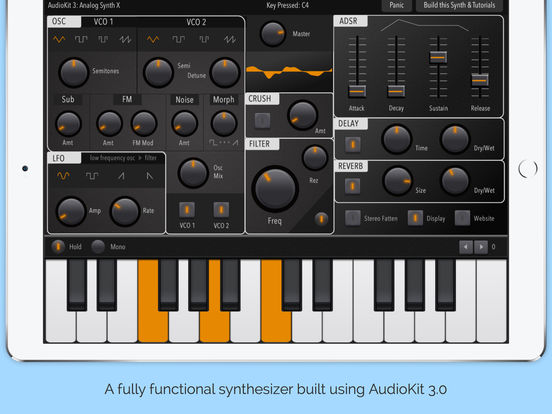 AudioKit 3: Analog Synth X
Key Pressed: C4
Panic
Build this Synth & Tutorials
OSC
VCO 1
VCO 2
Semitones
Semi
Detune
Master
ADSR
Attack
Decay
Sustain
Release
Sub
FM
Noise
Morph
Amt
Amt
FM Mod
Amt
CRUSH
Amt
DELAY
Time
Dry/Wet
LFO
low frequency osc > filter
Amp
Rate
Osc
Mix
VCO 1
VCO 2
FILTER
Rez
Freq
REVERB
Size
Dry/Wet
Stereo Fatten
Display
Website
Hold
Mono
0
A fully functional synthesizer built using AudioKit 3.0